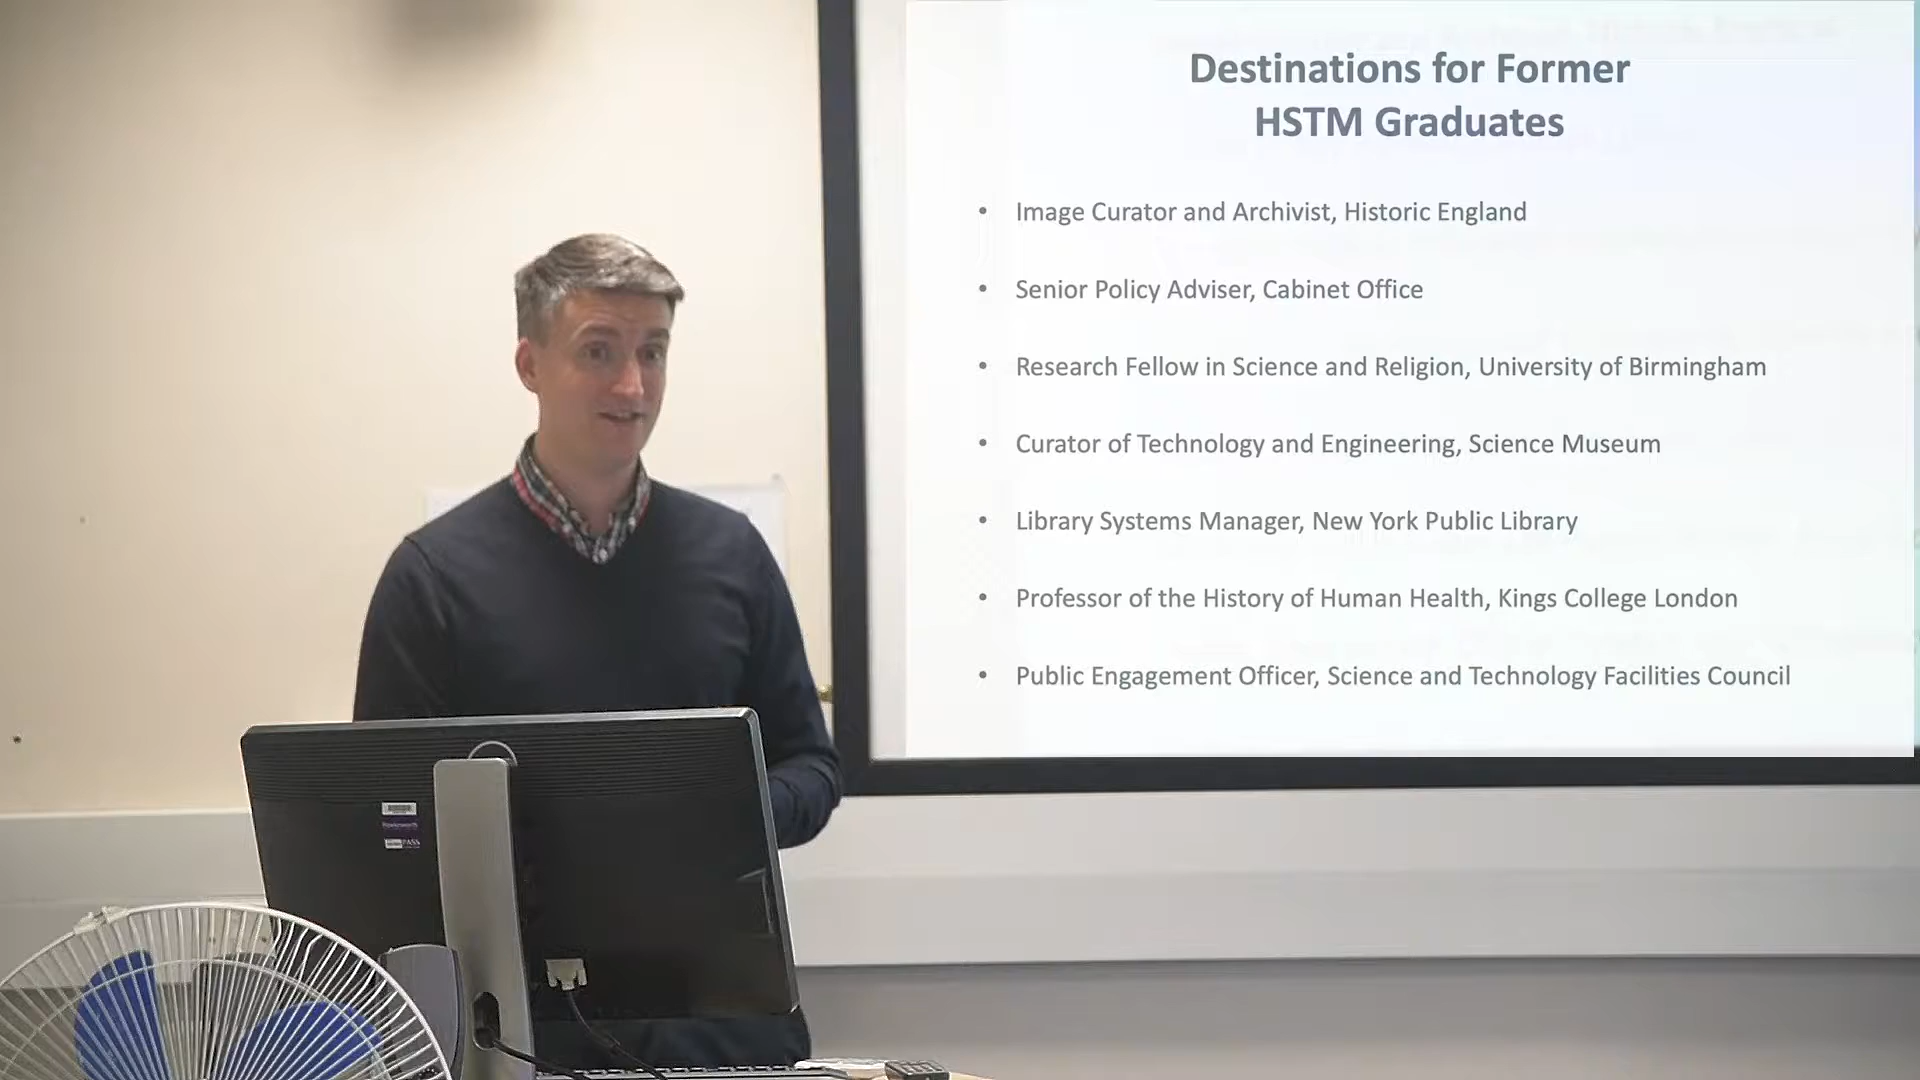 Destinations for Former
HSTM Graduates
• Image Curator and Archivist, Historic England
• Senior Policy Adviser, Cabinet Office
• Research Fellow in Science and Religion, University of Birmingham
• Curator of Technology and Engineering, Science Museum
• Library Systems Manager, New York Public Library
• Professor of the History of Human Health, Kings College London
• Public Engagement Officer, Science and Technology Facilities Council
PASS